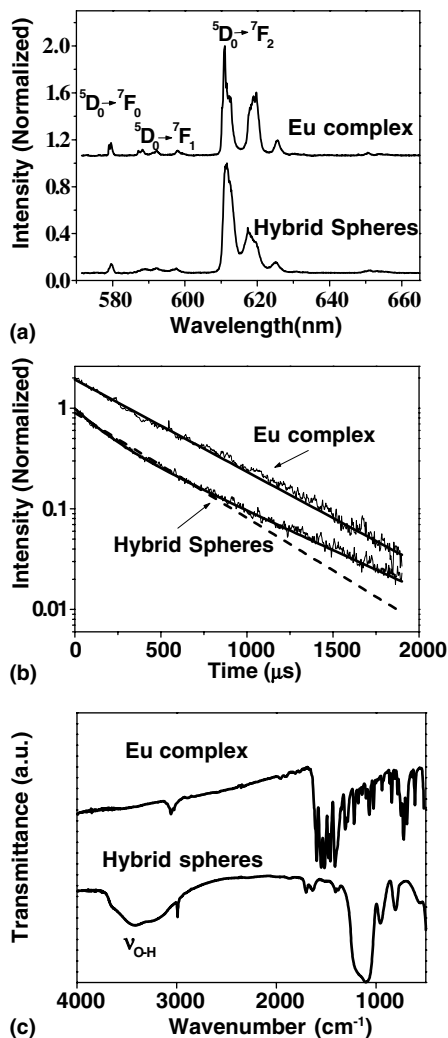 Intensity (Normalized)
2.0
1.6
1.2
0.8
0.4
0.0
⁵D₀→⁷F₂
⁵D₀→⁷F₀
⁵D₀→⁷F₁
Eu complex
Hybrid Spheres
580 600 620 640 660
Wavelength(nm)
(a)
Intensity (Normalized)
1
0.1
0.01
Eu complex
Hybrid Spheres
0 500 1000 1500 2000
Time (μs)
(b)
Transmittance (a.u.)
Eu complex
Hybrid spheres
ν_O-H
4000 3000 2000 1000
Wavenumber (cm⁻¹)
(c)